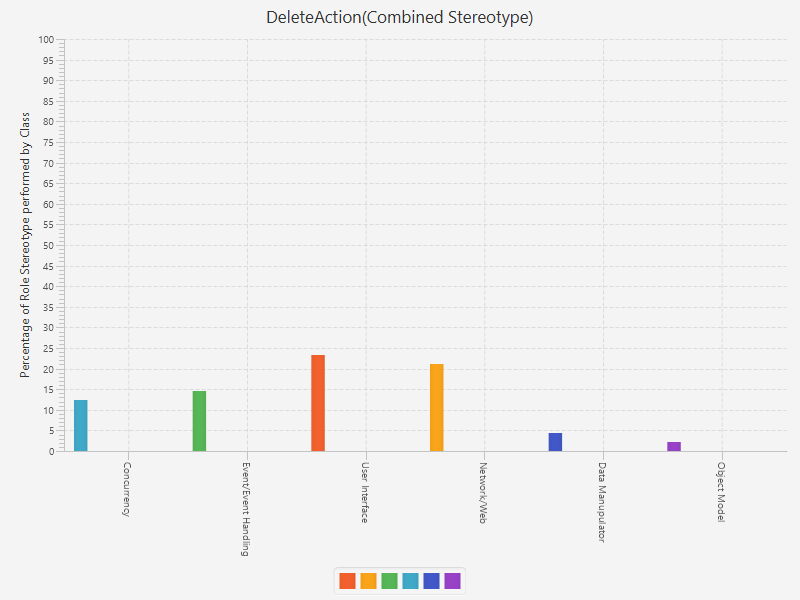 DeleteAction(Combined Stereotype)
Percentage of Role Stereotype performed by Class
100
95
90
85
80
75
70
65
60
55
50
45
40
35
30
25
20
15
10
5
0
Concurrency
Event/Event Handling
User Interface
Network/Web
Data Manupulator
Object Model